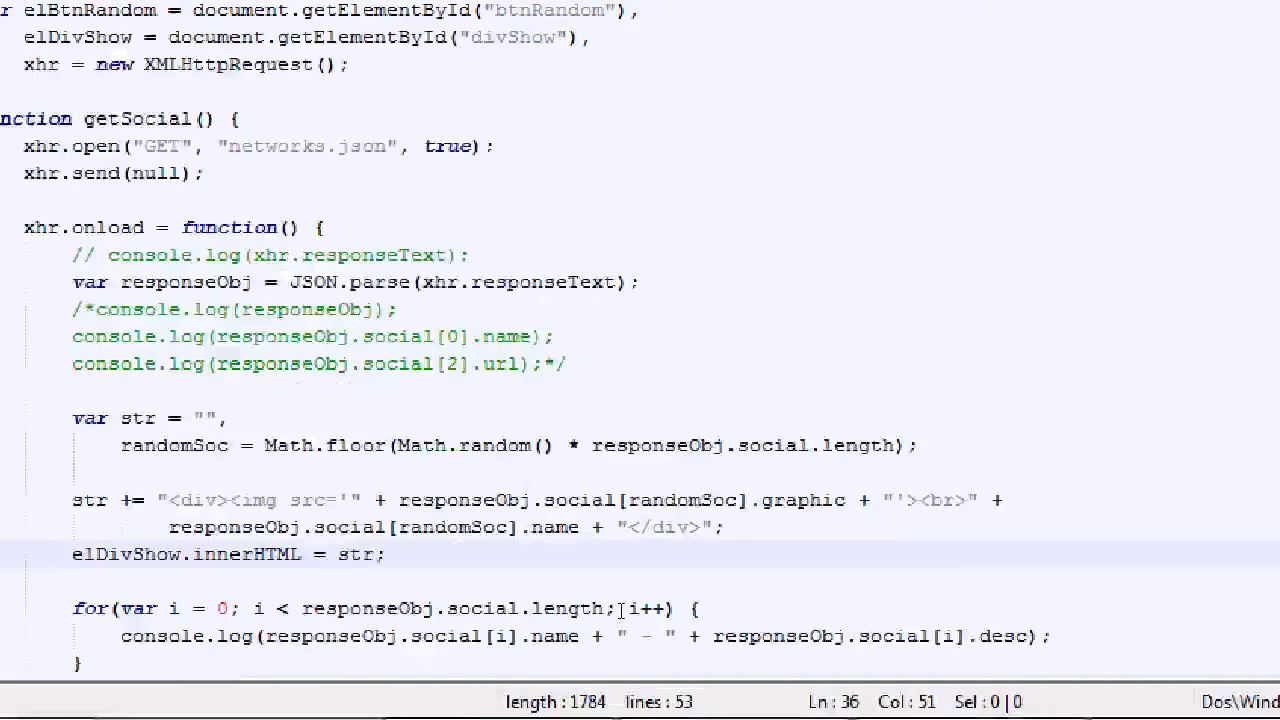 r elBtnRandom = document.getElementById("btnRandom"),
elDivShow = document.getElementById("divShow"),
xhr = new XMLHttpRequest();
nction getSocial() {
xhr.open("GET", "networks.json", true);
xhr.send(null);
xhr.onload = function() {
// console.log(xhr.responseText);
var responseObj = JSON.parse(xhr.responseText);
/*console.log(responseObj);
console.log(responseObj.social[0].name);
console.log(responseObj.social[2].url);*/
var str = "",
randomSoc = Math.floor(Math.random() * responseObj.social.length);
str += "<div><img src='" + responseObj.social[randomSoc].graphic + "'><br>" +
responseObj.social[randomSoc].name + "</div>";
elDivShow.innerHTML = str;
for(var i = 0; i < responseObj.social.length; i++) {
console.log(responseObj.social[i].name + " - " + responseObj.social[i].desc);
}
length : 1784 lines : 53 Ln : 36 Col : 51 Sel : 0 | 0 Dos\Wind